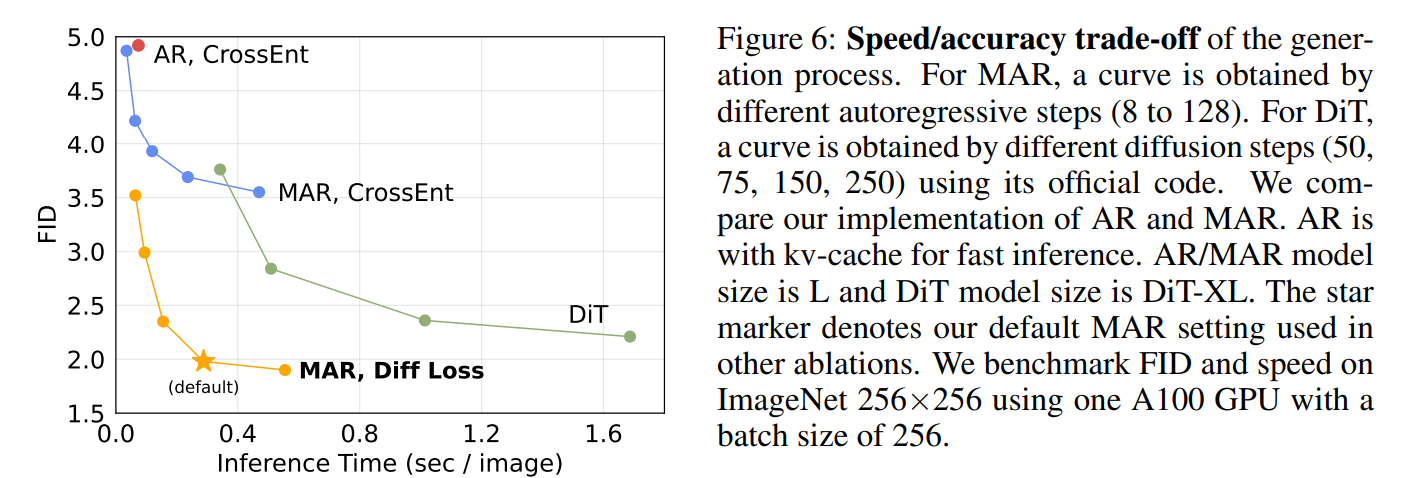 5.0
4.5
4.0
3.5
3.0
2.5
2.0
1.5
FID
AR, CrossEnt
MAR, CrossEnt
DiT
MAR, Diff Loss
(default)
0.0 0.4 0.8 1.2 1.6
Inference Time (sec / image)
Figure 6: Speed/accuracy trade-off of the gener-
ation process. For MAR, a curve is obtained by
different autoregressive steps (8 to 128). For DiT,
a curve is obtained by different diffusion steps (50,
75, 150, 250) using its official code. We com-
pare our implementation of AR and MAR. AR is
with kv-cache for fast inference. AR/MAR model
size is L and DiT model size is DiT-XL. The star
marker denotes our default MAR setting used in
other ablations. We benchmark FID and speed on
ImageNet 256×256 using one A100 GPU with a
batch size of 256.